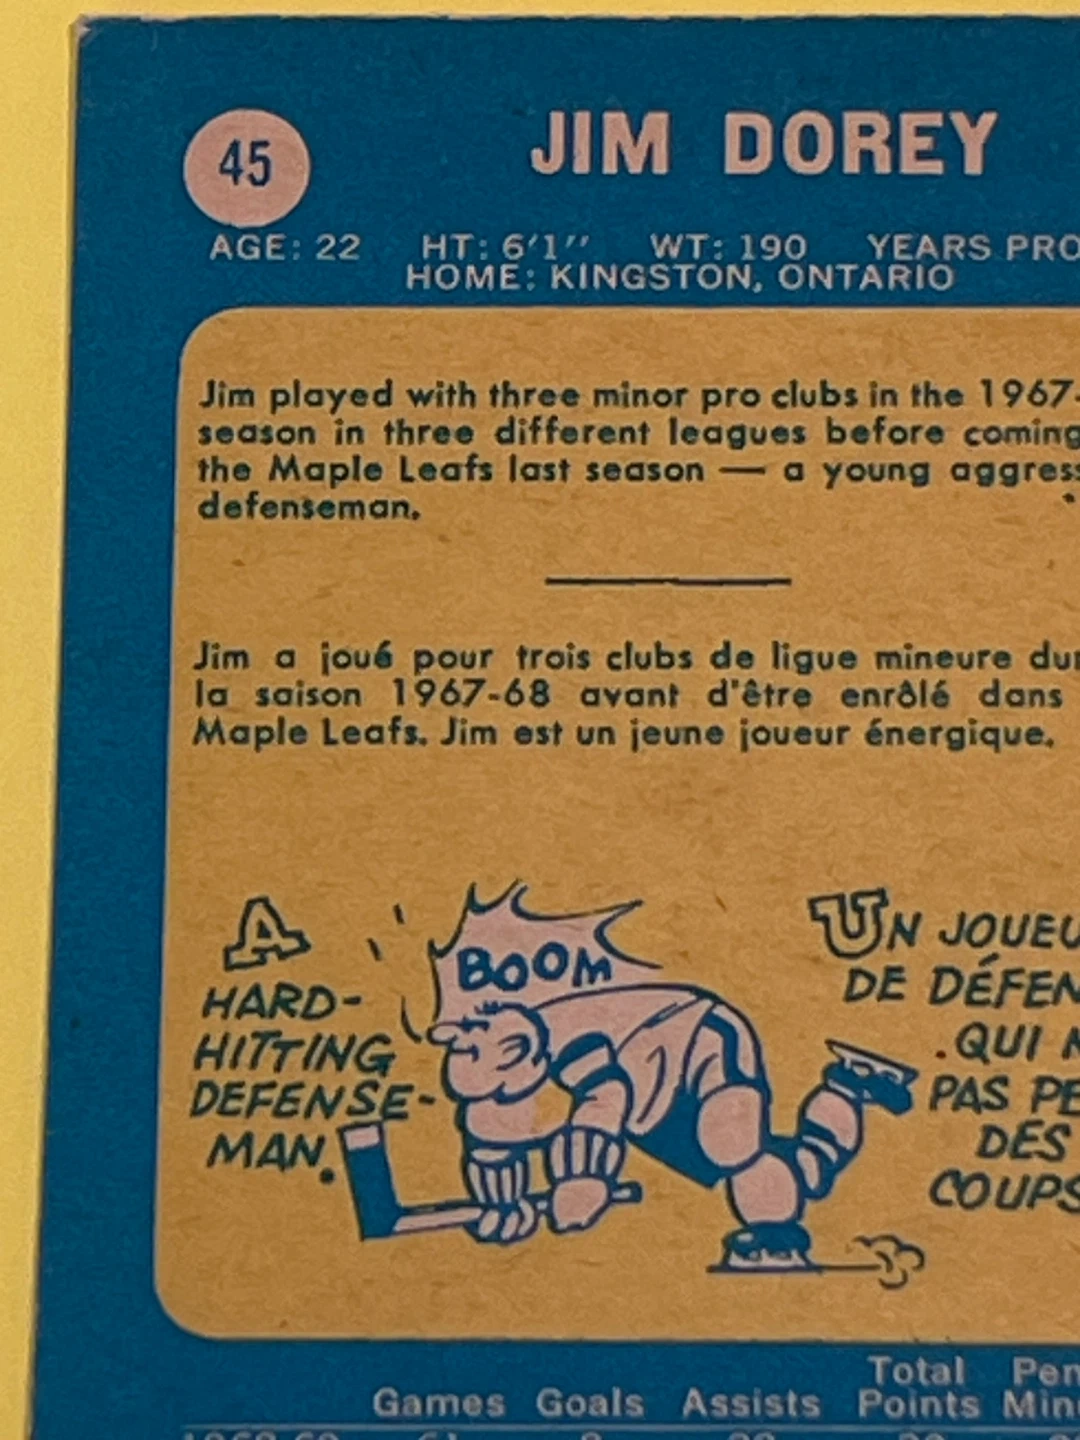 45
JIM DOREY
AGE: 22 HT: 6'1" WT: 190 YEARS PRO
HOME: KINGSTON, ONTARIO
Jim played with three minor pro clubs in the 1967-
season in three different leagues before coming
the Maple Leafs last season — a young aggress
defenseman.
Jim a joué pour trois clubs de ligue mineure dur
la saison 1967-68 avant d'être enrôlé dans
Maple Leafs. Jim est un jeune joueur énergique.
A
HARD-
HITTING
DEFENSE-
MAN.
BOOM
UN JOUEU
DE DÉFEN
QUI N
PAS PE
DES
COUPS
Total Pen
Games Goals Assists Points Minu